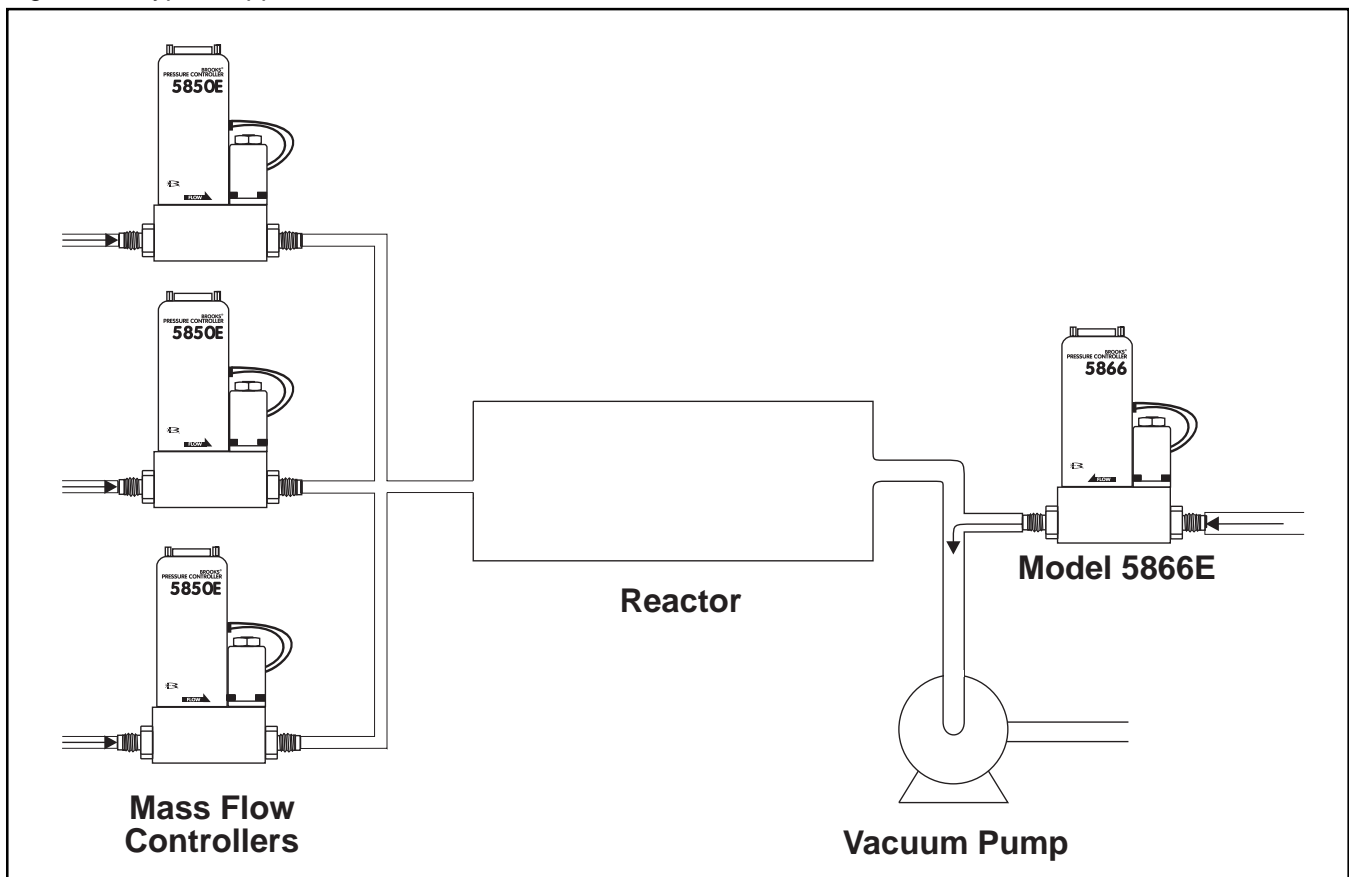 BROOKS®
PRESSURE CONTROLLER
5850E
FLOW
BROOKS®
PRESSURE CONTROLLER
5850E
FLOW
BROOKS®
PRESSURE CONTROLLER
5850E
FLOW
Mass Flow
Controllers
Reactor
BROOKS®
PRESSURE CONTROLLER
5866
FLOW
Model 5866E
Vacuum Pump